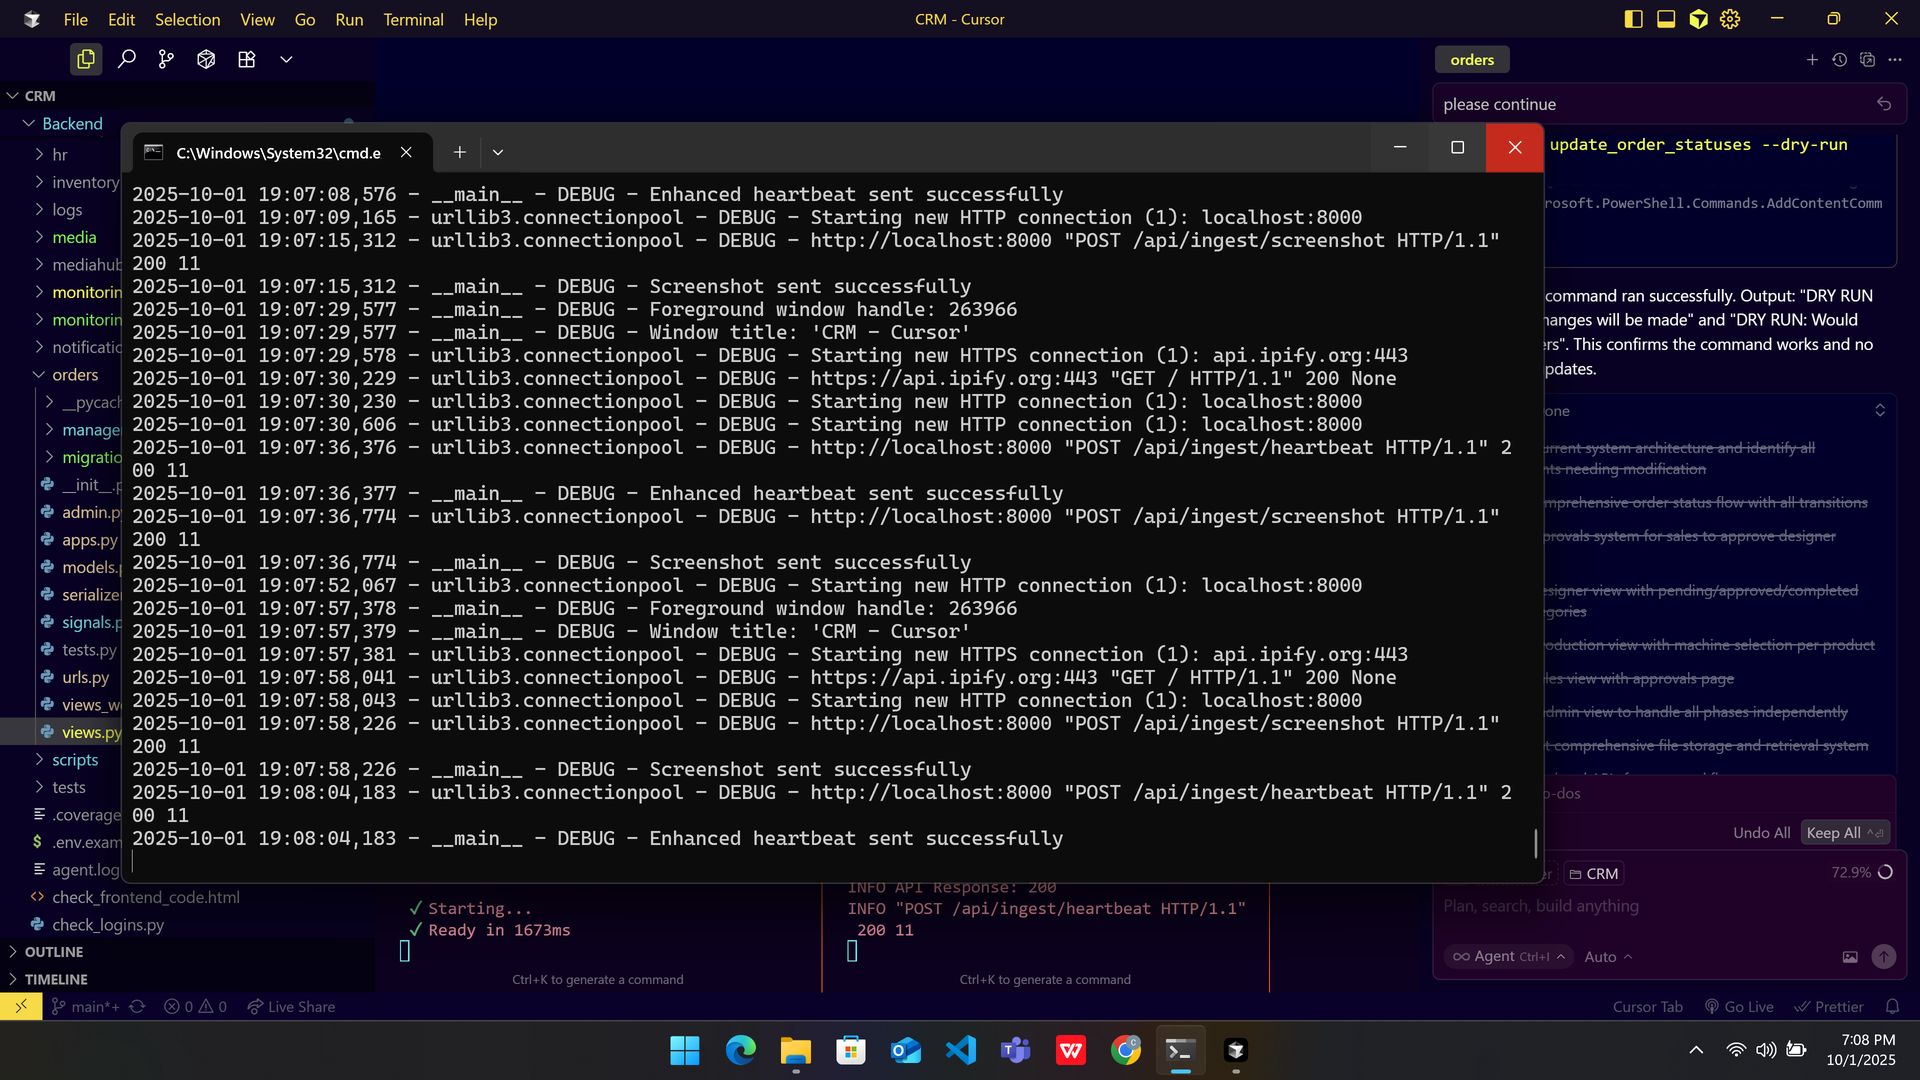 File Edit Selection View Go Run Terminal Help
CRM - Cursor
CRM
Backend
hr
inventory
logs
media
mediahub
monitorin
monitorin
notificatio
orders
__pycach
manage
migratio
__init__.p
admin.py
apps.py
models.p
serialize
signals.p
tests.py
urls.py
views_w
views.py
scripts
tests
.coverage
.env.exam
agent.log
check_frontend_code.html
check_logins.py
OUTLINE
TIMELINE
C:\Windows\System32\cmd.e
2025-10-01 19:07:08,576 - __main__ - DEBUG - Enhanced heartbeat sent successfully
2025-10-01 19:07:09,165 - urllib3.connectionpool - DEBUG - Starting new HTTP connection (1): localhost:8000
2025-10-01 19:07:15,312 - urllib3.connectionpool - DEBUG - http://localhost:8000 "POST /api/ingest/screenshot HTTP/1.1"
200 11
2025-10-01 19:07:15,312 - __main__ - DEBUG - Screenshot sent successfully
2025-10-01 19:07:29,577 - __main__ - DEBUG - Foreground window handle: 263966
2025-10-01 19:07:29,577 - __main__ - DEBUG - Window title: 'CRM - Cursor'
2025-10-01 19:07:29,578 - urllib3.connectionpool - DEBUG - Starting new HTTPS connection (1): api.ipify.org:443
2025-10-01 19:07:30,229 - urllib3.connectionpool - DEBUG - https://api.ipify.org:443 "GET / HTTP/1.1" 200 None
2025-10-01 19:07:30,230 - urllib3.connectionpool - DEBUG - Starting new HTTP connection (1): localhost:8000
2025-10-01 19:07:30,606 - urllib3.connectionpool - DEBUG - Starting new HTTP connection (1): localhost:8000
2025-10-01 19:07:36,376 - urllib3.connectionpool - DEBUG - http://localhost:8000 "POST /api/ingest/heartbeat HTTP/1.1" 2
00 11
2025-10-01 19:07:36,377 - __main__ - DEBUG - Enhanced heartbeat sent successfully
2025-10-01 19:07:36,774 - urllib3.connectionpool - DEBUG - http://localhost:8000 "POST /api/ingest/screenshot HTTP/1.1"
200 11
2025-10-01 19:07:36,774 - __main__ - DEBUG - Screenshot sent successfully
2025-10-01 19:07:52,067 - urllib3.connectionpool - DEBUG - Starting new HTTP connection (1): localhost:8000
2025-10-01 19:07:57,378 - __main__ - DEBUG - Foreground window handle: 263966
2025-10-01 19:07:57,379 - __main__ - DEBUG - Window title: 'CRM - Cursor'
2025-10-01 19:07:57,381 - urllib3.connectionpool - DEBUG - Starting new HTTPS connection (1): api.ipify.org:443
2025-10-01 19:07:58,041 - urllib3.connectionpool - DEBUG - https://api.ipify.org:443 "GET / HTTP/1.1" 200 None
2025-10-01 19:07:58,043 - urllib3.connectionpool - DEBUG - Starting new HTTP connection (1): localhost:8000
2025-10-01 19:07:58,226 - urllib3.connectionpool - DEBUG - http://localhost:8000 "POST /api/ingest/screenshot HTTP/1.1"
200 11
2025-10-01 19:07:58,226 - __main__ - DEBUG - Screenshot sent successfully
2025-10-01 19:08:04,183 - urllib3.connectionpool - DEBUG - http://localhost:8000 "POST /api/ingest/heartbeat HTTP/1.1" 2
00 11
2025-10-01 19:08:04,183 - __main__ - DEBUG - Enhanced heartbeat sent successfully
✓ Starting...
✓ Ready in 1673ms
Ctrl+K to generate a command
INFO API Response: 200
INFO "POST /api/ingest/heartbeat HTTP/1.1"
200 11
Ctrl+K to generate a command
orders
please continue
update_order_statuses --dry-run
rosoft.PowerShell.Commands.AddContentComm
command ran successfully. Output: "DRY RUN
hanges will be made" and "DRY RUN: Would
ers". This confirms the command works and no
pdates.
one
urrent system architecture and identify all
nts needing modification
mprehensive order status flow with all transitions
provals system for sales to approve designer
signer view with pending/approved/completed
gories
oduction view with machine selection per product
les view with approvals page
dmin view to handle all phases independently
t comprehensive file storage and retrieval system
o-dos
Undo All Keep All
er CRM 72.9%
Plan, search, build anything
Agent Ctrl+I Auto
main*+ 0 0 Live Share
Cursor Tab Go Live Prettier
7:08 PM
10/1/2025